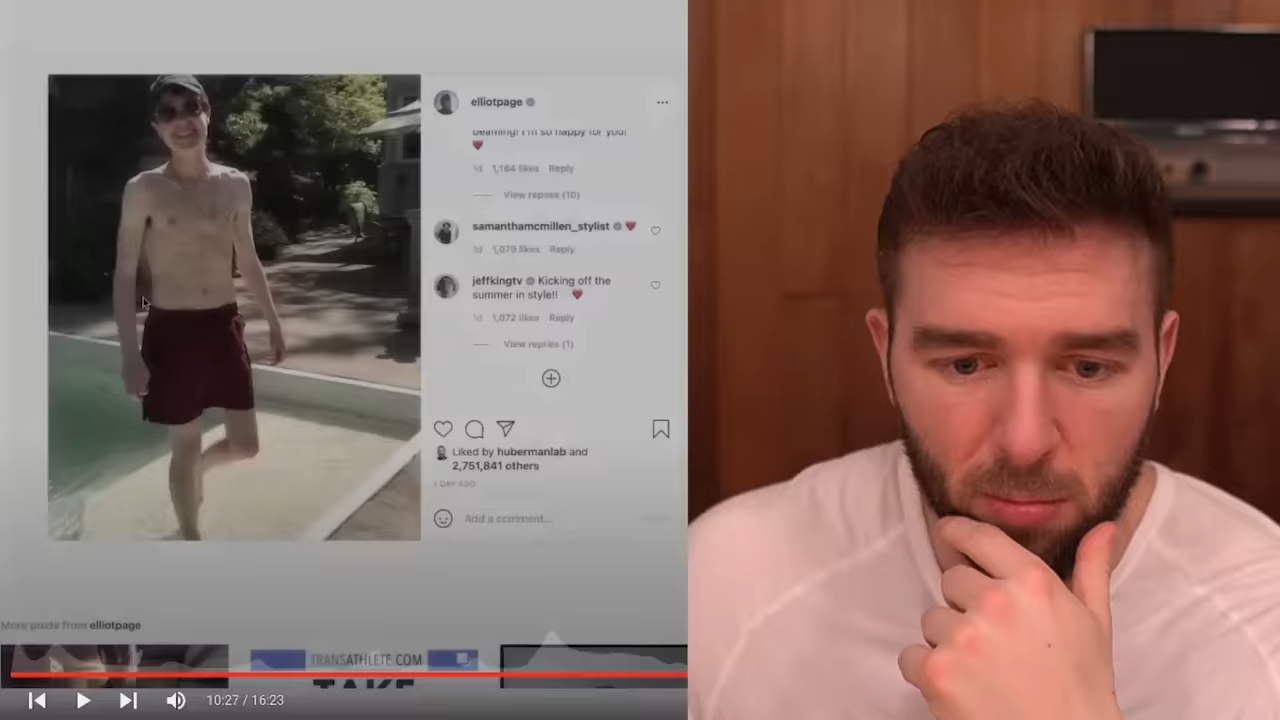 elliotpage
beaming! I'm so happy for you!
1d 1,164 likes Reply
View replies (10)
samanthamcmillen_stylist
1d 1,079 likes Reply
jeffkingtv Kicking off the
summer in style!!
1d 1,072 likes Reply
View replies (1)
Liked by hubermanlab and
2,751,841 others
1 DAY AGO
Add a comment...
More posts from elliotpage
TRANSATHLETE.COM
TAKE
10:27 / 16:23